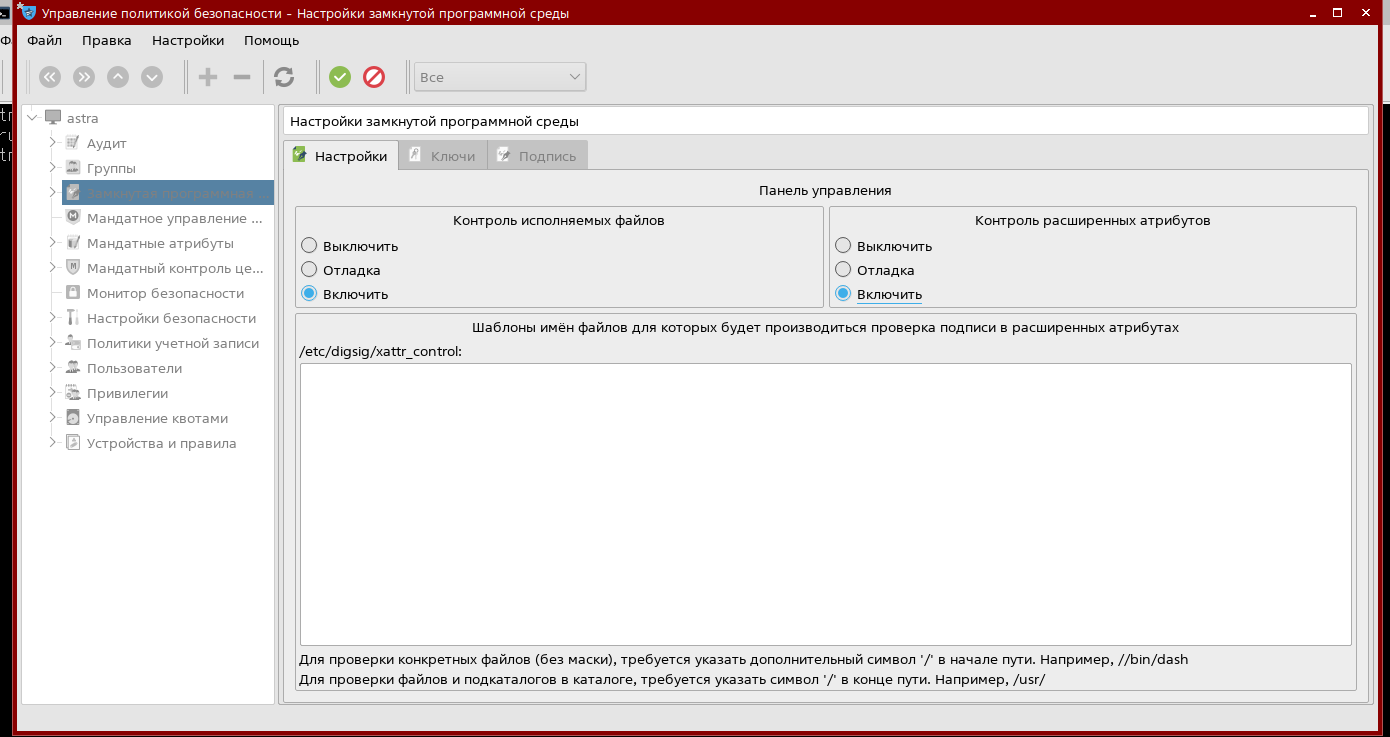 Управление политикой безопасности – Настройки замкнутой программной среды
Файл Правка Настройки Помощь
Все
astra
Аудит
Группы
Замкнутая программная ...
Мандатное управление ...
Мандатные атрибуты
Мандатный контроль це...
Монитор безопасности
Настройки безопасности
Политики учетной записи
Пользователи
Привилегии
Управление квотами
Устройства и правила
Настройки замкнутой программной среды
Настройки Ключи Подпись
Панель управления
Контроль исполняемых файлов
Выключить
Отладка
Включить
Контроль расширенных атрибутов
Выключить
Отладка
Включить
Шаблоны имён файлов для которых будет производиться проверка подписи в расширенных атрибутах
/etc/digsig/xattr_control:
Для проверки конкретных файлов (без маски), требуется указать дополнительный символ '/' в начале пути. Например, //bin/dash
Для проверки файлов и подкаталогов в каталоге, требуется указать символ '/' в конце пути. Например, /usr/